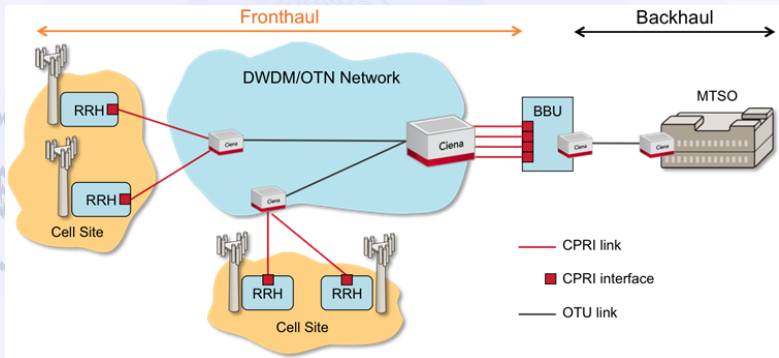 Fronthaul
Backhaul
DWDM/OTN Network
RRH
RRH
Cell Site
Ciena
Ciena
Ciena
BBU
Ciena
Ciena
MTSO
RRH
RRH
Cell Site
CPRI link
CPRI interface
OTU link